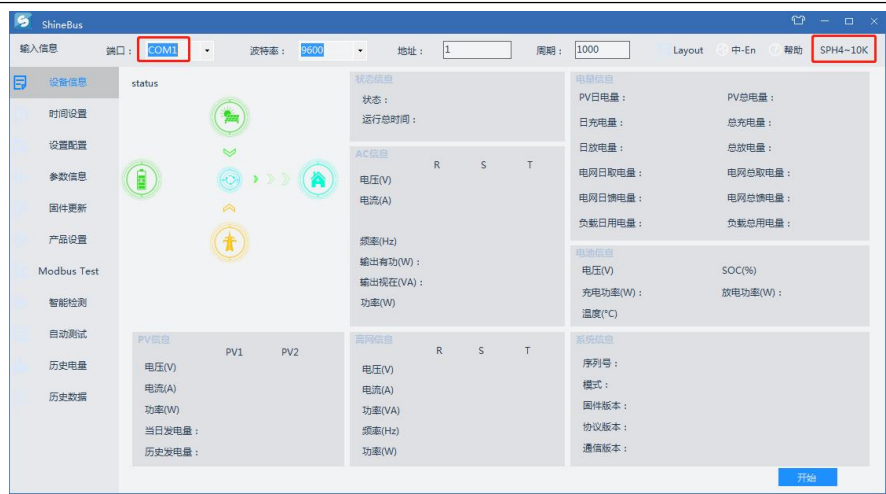 ShineBus
输入信息 端口： COM1 波特率： 9600 地址： 1 周期： 1000 Layout 中-En 帮助 SPH4~10K
设备信息
时间设置
设置配置
参数信息
固件更新
产品设置
Modbus Test
智能检测
自动测试
历史电量
历史数据
status
状态信息
状态：
运行总时间：
AC信息
R S T
电压(V)
电流(A)
频率(Hz)
输出有功(W)：
输出视在(VA)：
功率(W)
电量信息
PV日电量： PV总电量：
日充电量： 总充电量：
日放电量： 总放电量：
电网日取电量： 电网总取电量：
电网日馈电量： 电网总馈电量：
负载日用电量： 负载总用电量：
电池信息
电压(V) SOC(%)
充电功率(W)： 放电功率(W)：
温度(°C)
PV信息
PV1 PV2
电压(V)
电流(A)
功率(W)
当日发电量：
历史发电量：
离网信息
R S T
电压(V)
电流(A)
功率(VA)
频率(Hz)
功率(W)
系统信息
序列号：
模式：
固件版本：
协议版本：
通信版本：
开始